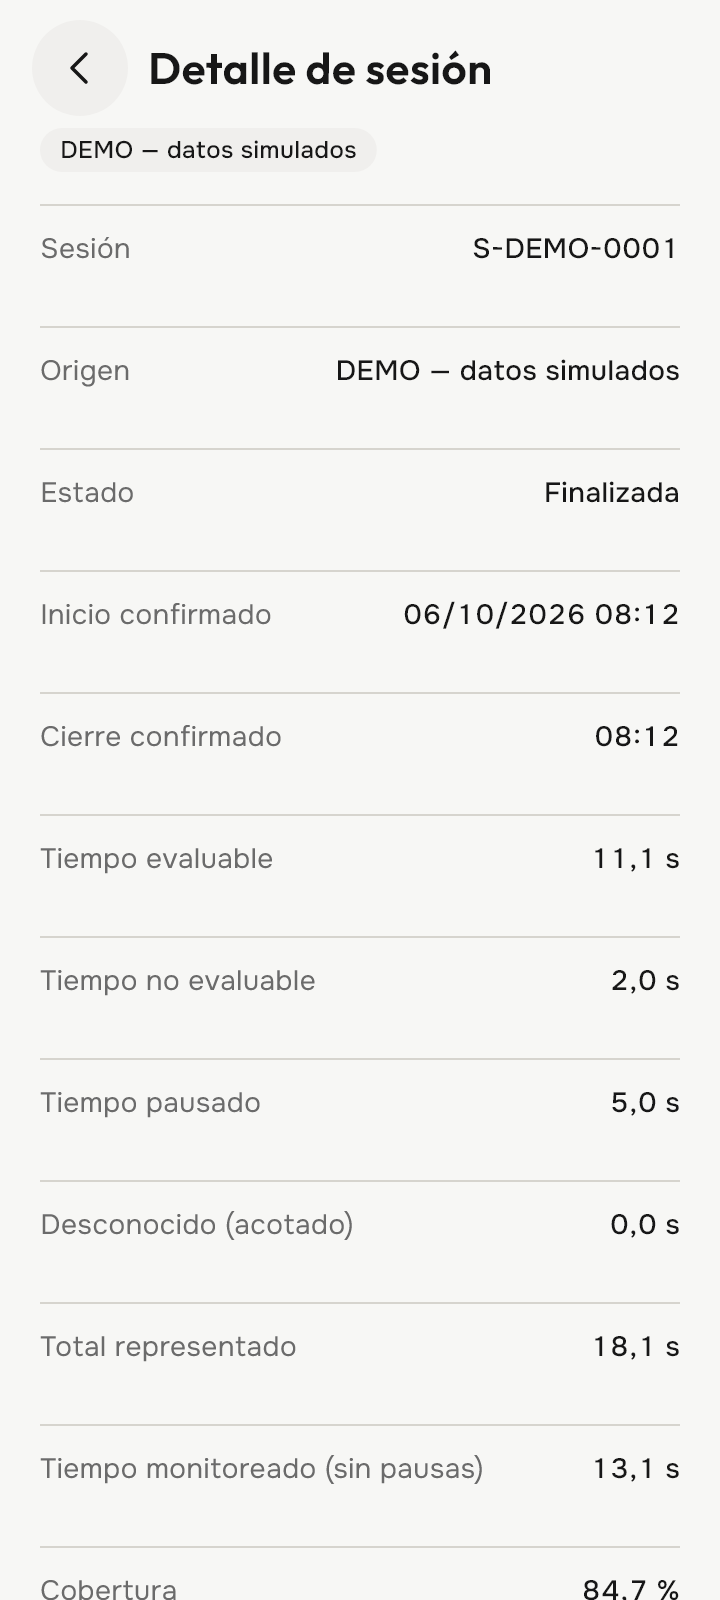 Detalle de sesión
DEMO – datos simulados
Sesión S-DEMO-0001
Origen DEMO – datos simulados
Estado Finalizada
Inicio confirmado 06/10/2026 08:12
Cierre confirmado 08:12
Tiempo evaluable 11,1 s
Tiempo no evaluable 2,0 s
Tiempo pausado 5,0 s
Desconocido (acotado) 0,0 s
Total representado 18,1 s
Tiempo monitoreado (sin pausas) 13,1 s
Cobertura 84,7 %